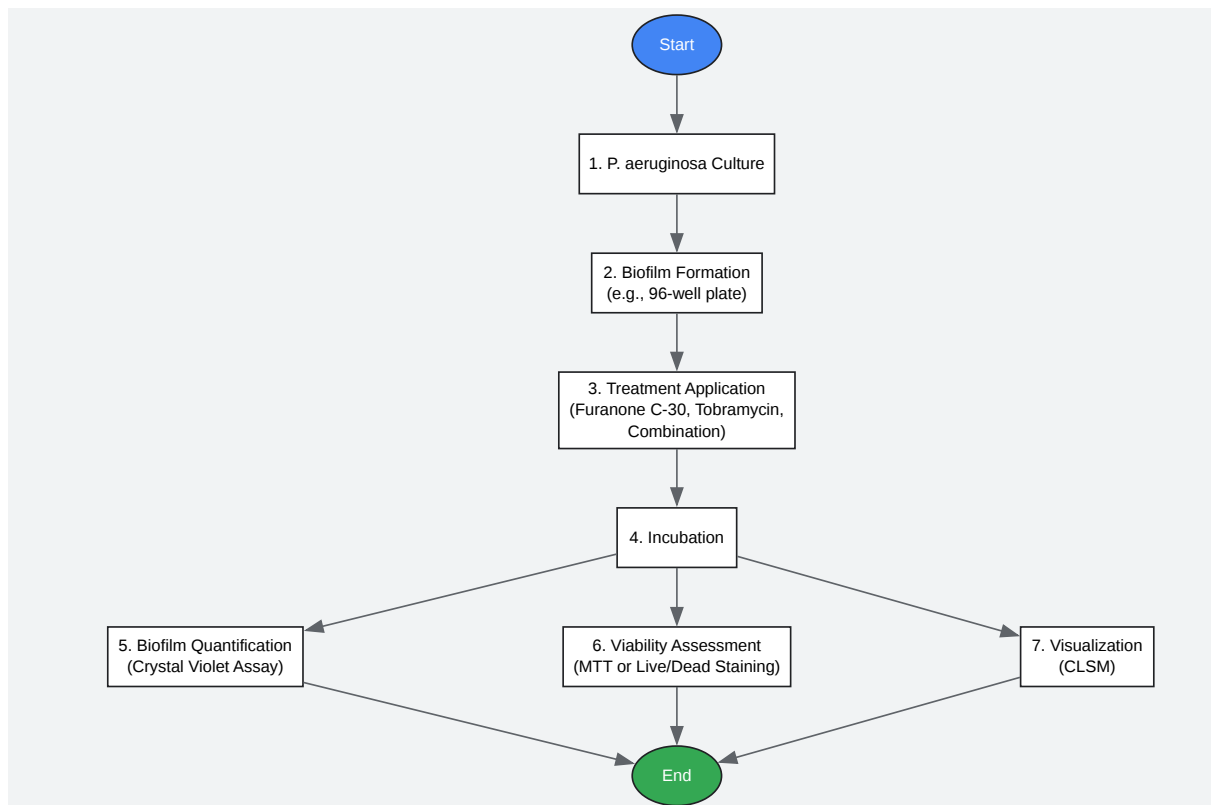 Start
1. P. aeruginosa Culture
2. Biofilm Formation
(e.g., 96-well plate)
3. Treatment Application
(Furanone C-30, Tobramycin,
Combination)
4. Incubation
5. Biofilm Quantification
(Crystal Violet Assay)
6. Viability Assessment
(MTT or Live/Dead Staining)
7. Visualization
(CLSM)
End